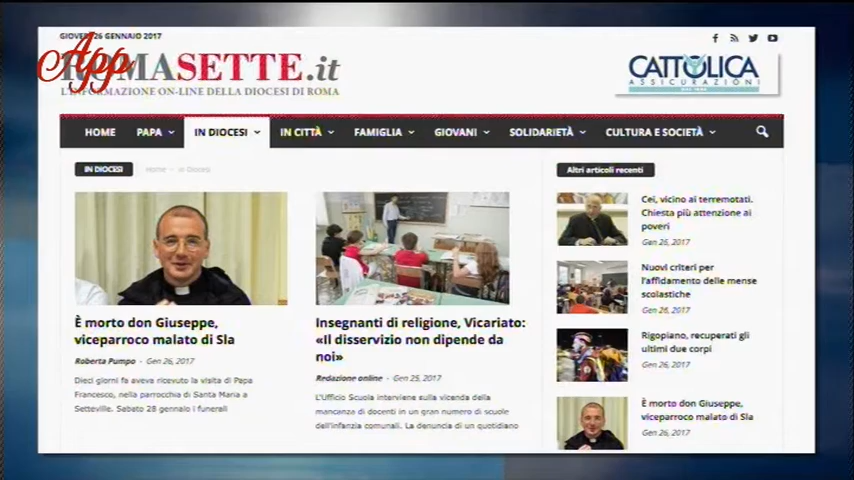 GIOVEDÌ 26 GENNAIO 2017
App
ROMASETTE.it
L'INFORMAZIONE ON-LINE DELLA DIOCESI DI ROMA
CATTOLICA
ASSICURAZIONI
HOME PAPA IN DIOCESI IN CITTÀ FAMIGLIA GIOVANI SOLIDARIETÀ CULTURA E SOCIETÀ
IN DIOCESI Home In Diocesi
È morto don Giuseppe,
viceparroco malato di Sla
Roberta Pumpo - Gen 26, 2017
Dieci giorni fa aveva ricevuto la visita di Papa
Francesco, nella parrocchia di Santa Maria a
Setteville. Sabato 28 gennaio i funerali
Insegnanti di religione, Vicariato:
«Il disservizio non dipende da
noi»
Redazione online - Gen 25, 2017
L'Ufficio Scuola interviene sulla vicenda della
mancanza di docenti in un gran numero di scuole
dell'infanzia comunali. La denuncia di un quotidiano
Altri articoli recenti
Cei, vicino ai terremotati.
Chiesta più attenzione ai
poveri
Gen 26, 2017
Nuovi criteri per
l'affidamento delle mense
scolastiche
Gen 26, 2017
Rigopiano, recuperati gli
ultimi due corpi
Gen 26, 2017
È morto don Giuseppe,
viceparroco malato di Sla
Gen 26, 2017